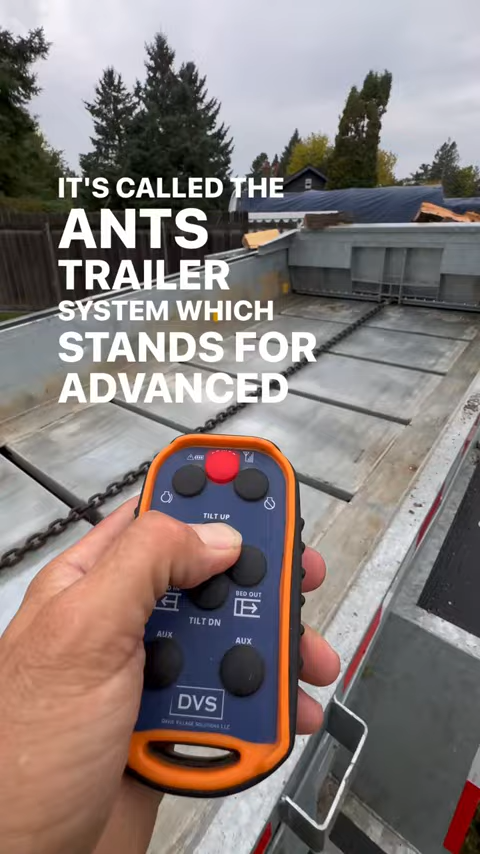 IT'S CALLED THE
ANTS
TRAILER
SYSTEM WHICH
STANDS FOR
ADVANCED
TILT UP
BED OUT
TILT DN
AUX
AUX
DVS